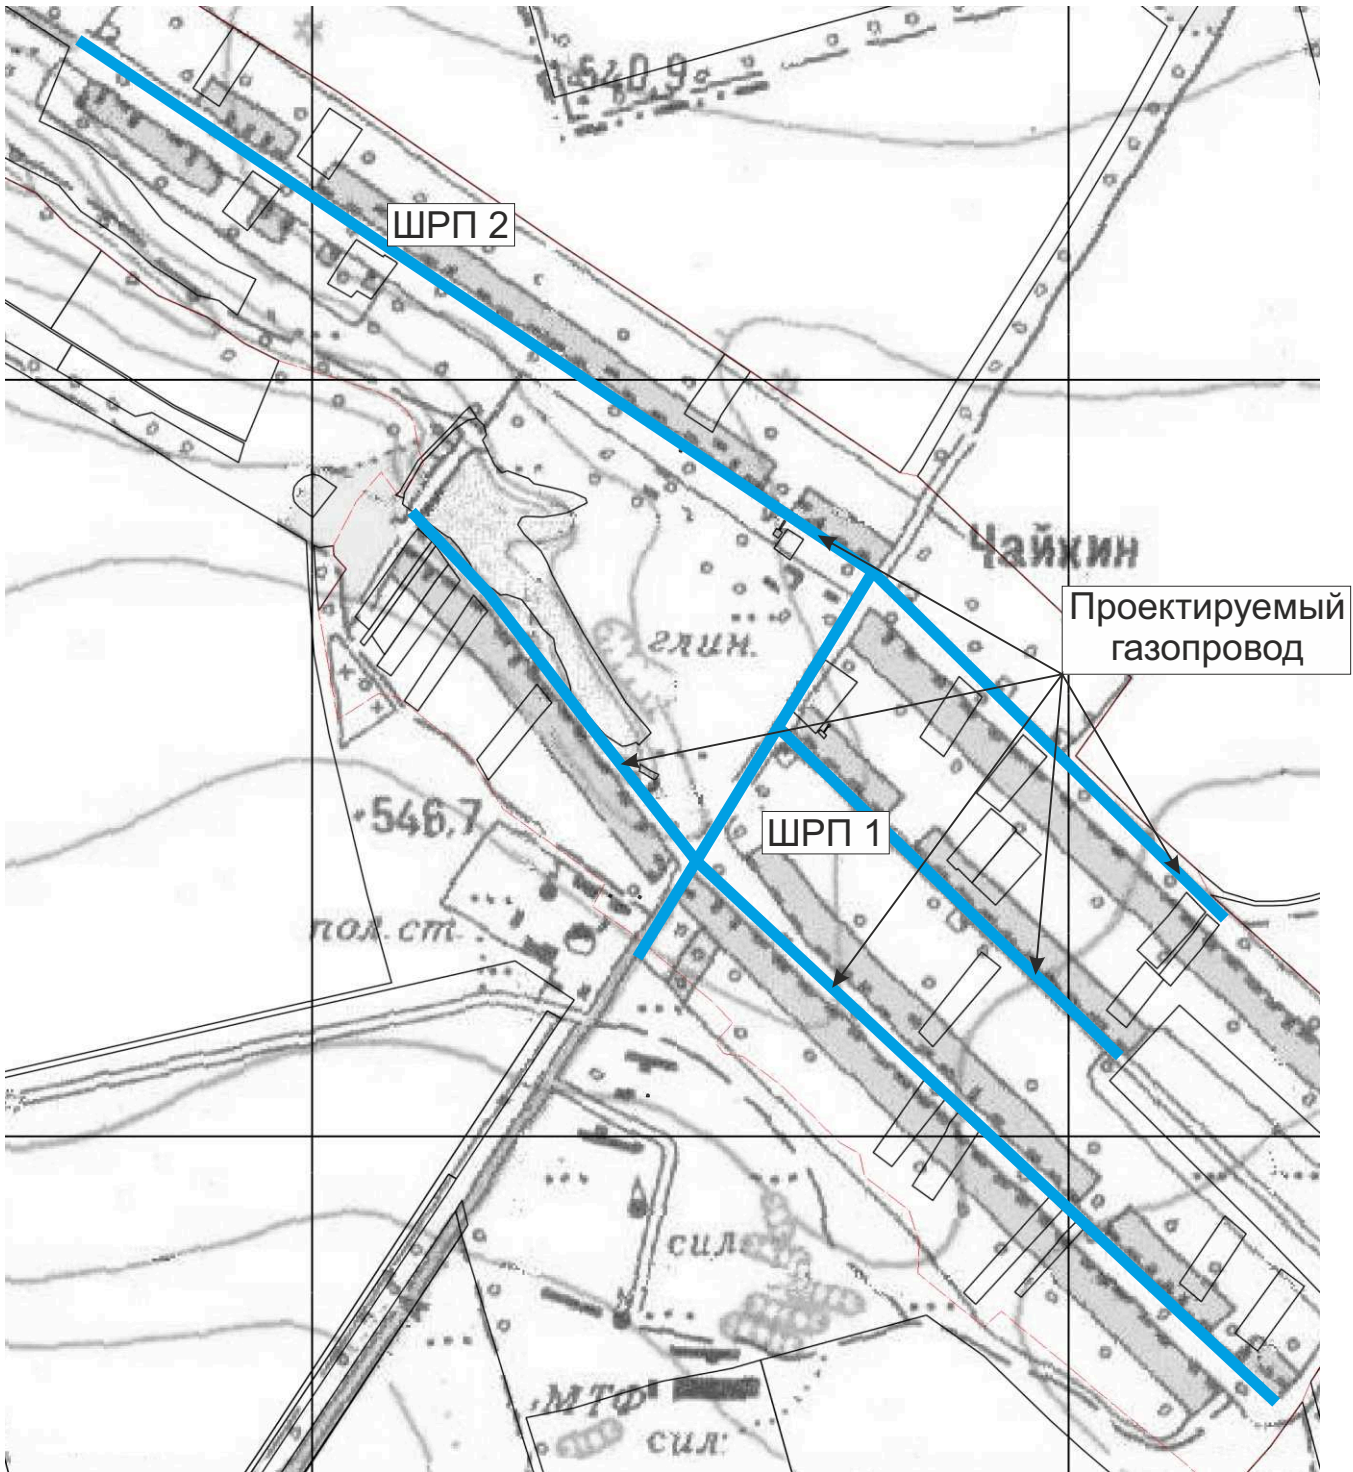 540,9
ШРП 2
Чайкин
Проектируемый
газопровод
глин.
546,7
ШРП 1
пол. ст.
сил.
МТФ
сил.